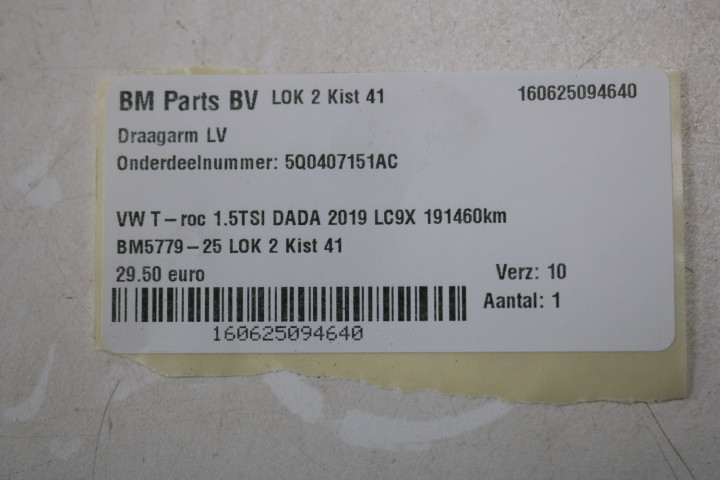 BM Parts BV LOK 2 Kist 41 160625094640
Draagarm LV
Onderdeelnummer: 5Q0407151AC
VW T-roc 1.5TSI DADA 2019 LC9X 191460km
BM5779-25 LOK 2 Kist 41
29.50 euro Verz: 10
Aantal: 1
160625094640